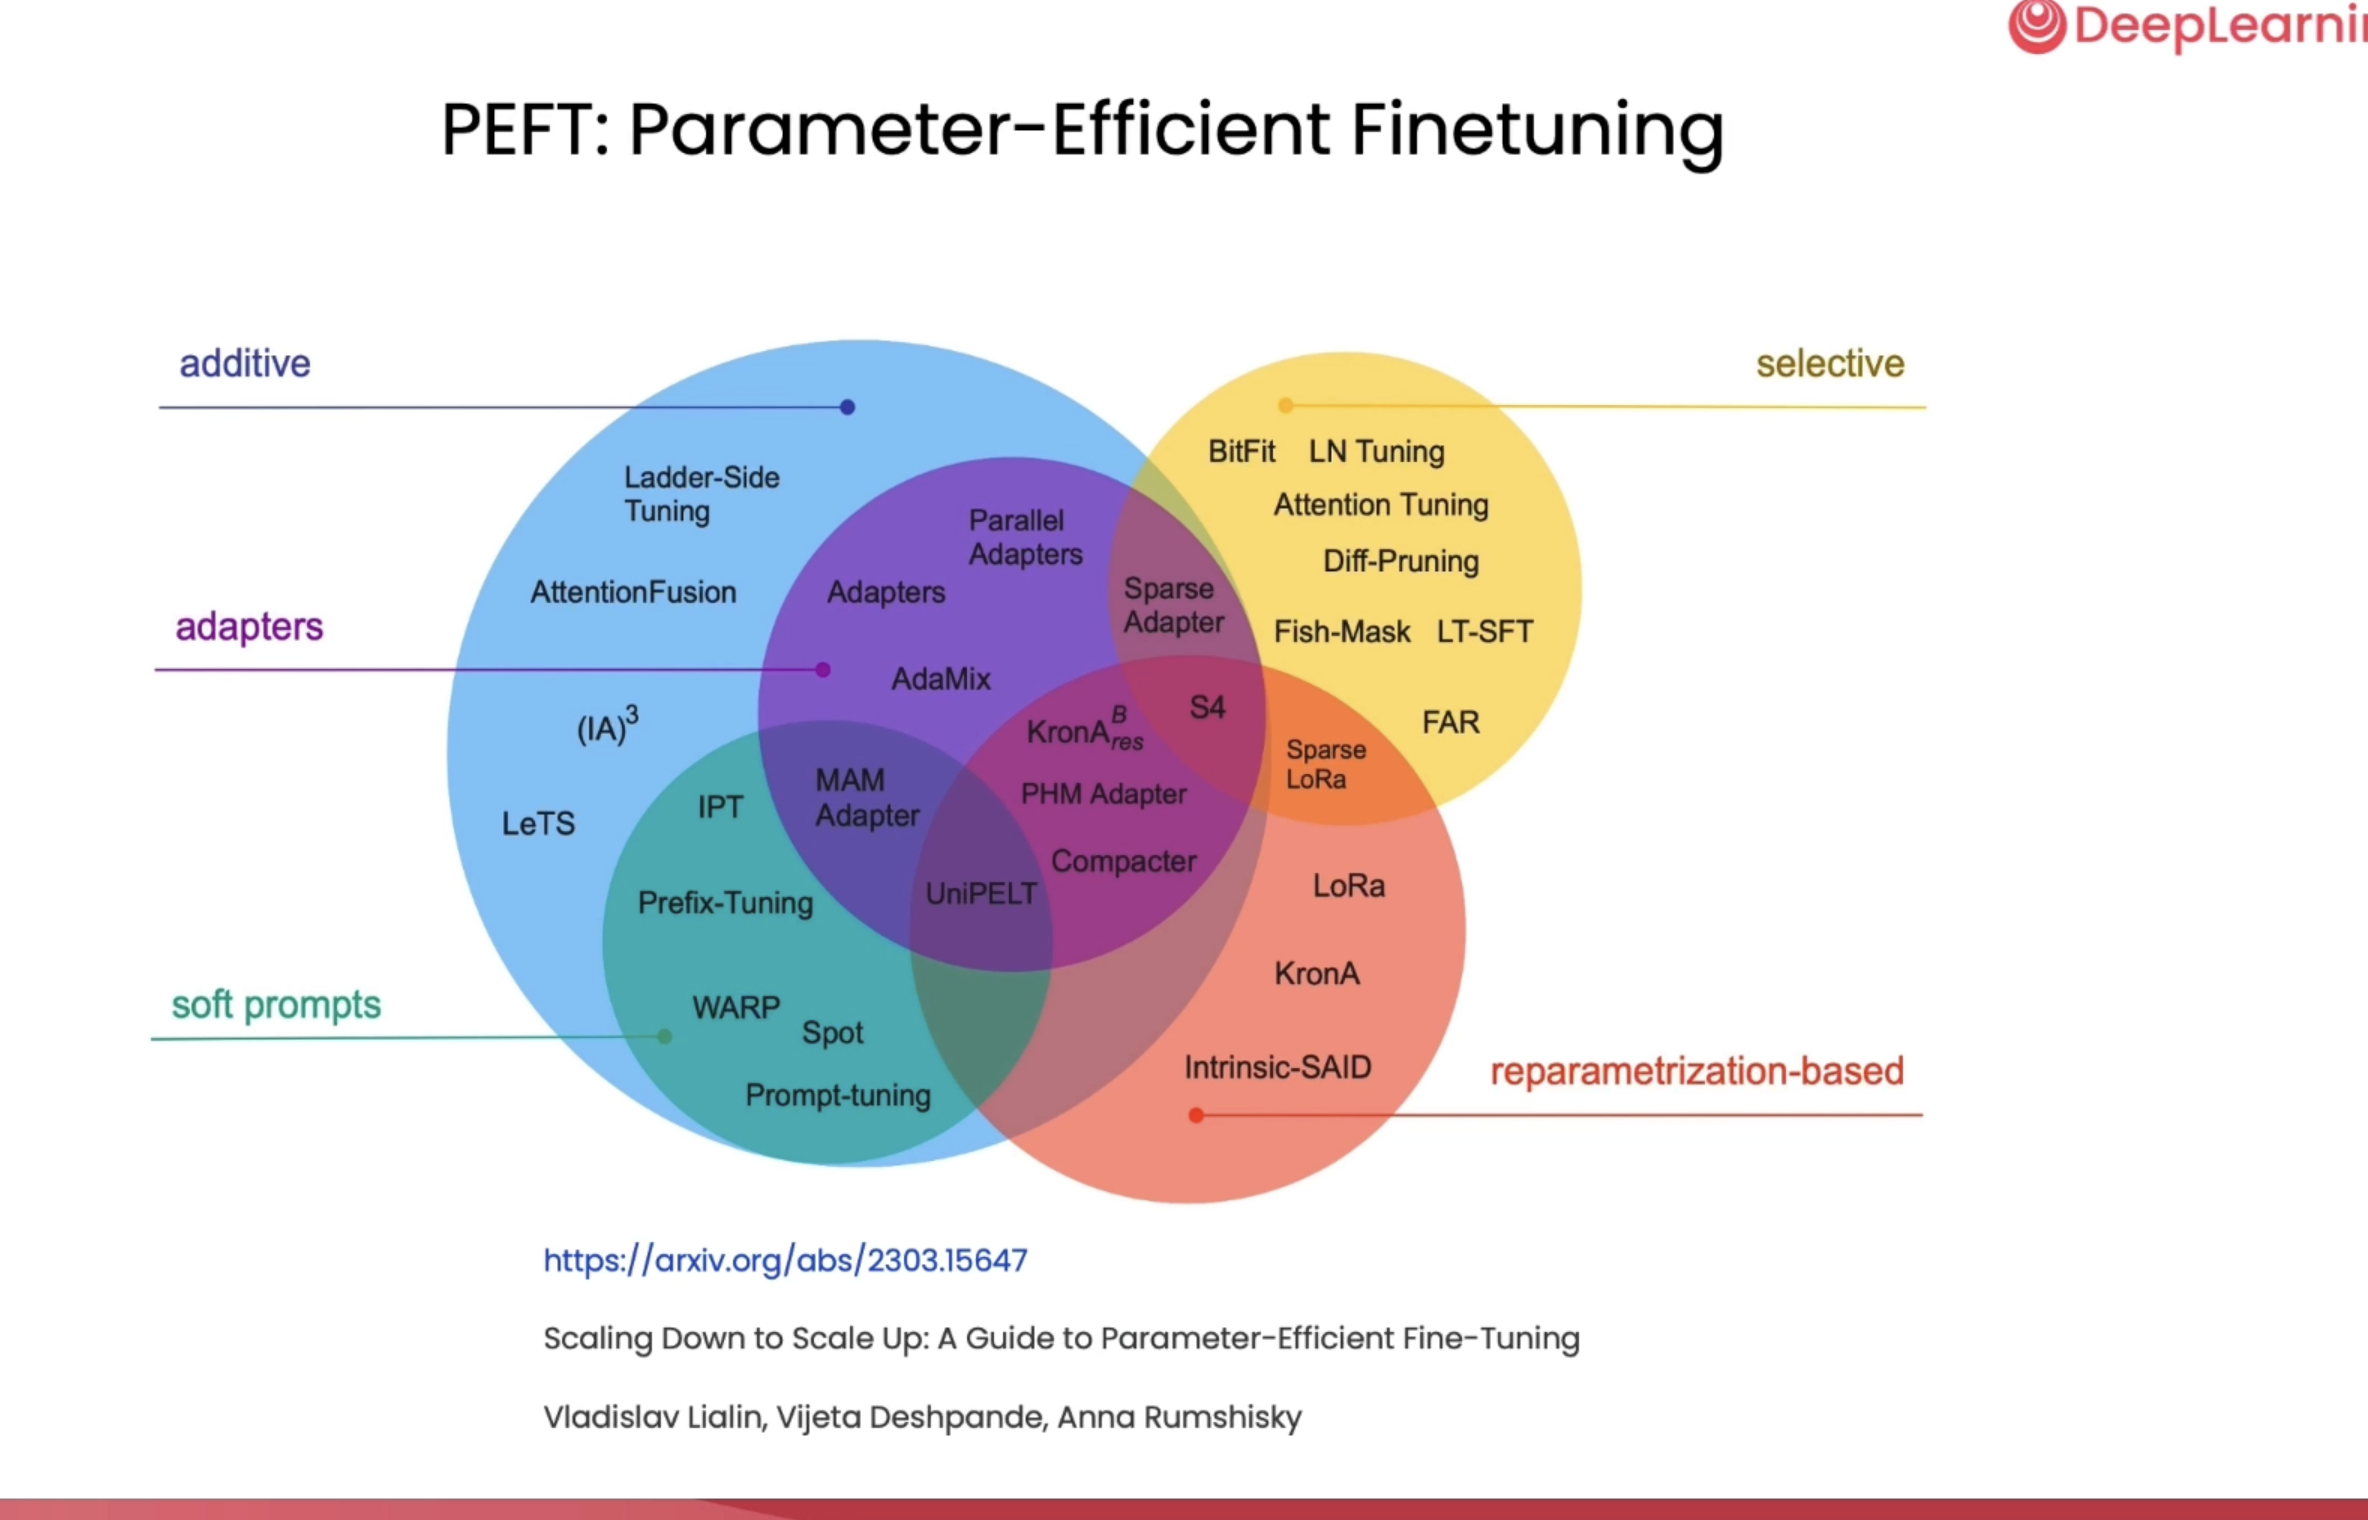 DeepLearnin
PEFT: Parameter-Efficient Finetuning
additive
selective
BitFit LN Tuning
Ladder-Side
Tuning
Attention Tuning
Parallel
Adapters
Diff-Pruning
AttentionFusion
Adapters
Sparse
Adapter
adapters
Fish-Mask LT-SFT
AdaMix
(IA)³
KronA^B_res
S4
FAR
Sparse
LoRa
MAM
Adapter
IPT
PHM Adapter
LeTS
Compacter
LoRa
UniPELT
Prefix-Tuning
KronA
soft prompts
WARP
Spot
Intrinsic-SAID
reparametrization-based
Prompt-tuning
https://arxiv.org/abs/2303.15647
Scaling Down to Scale Up: A Guide to Parameter-Efficient Fine-Tuning
Vladislav Lialin, Vijeta Deshpande, Anna Rumshisky